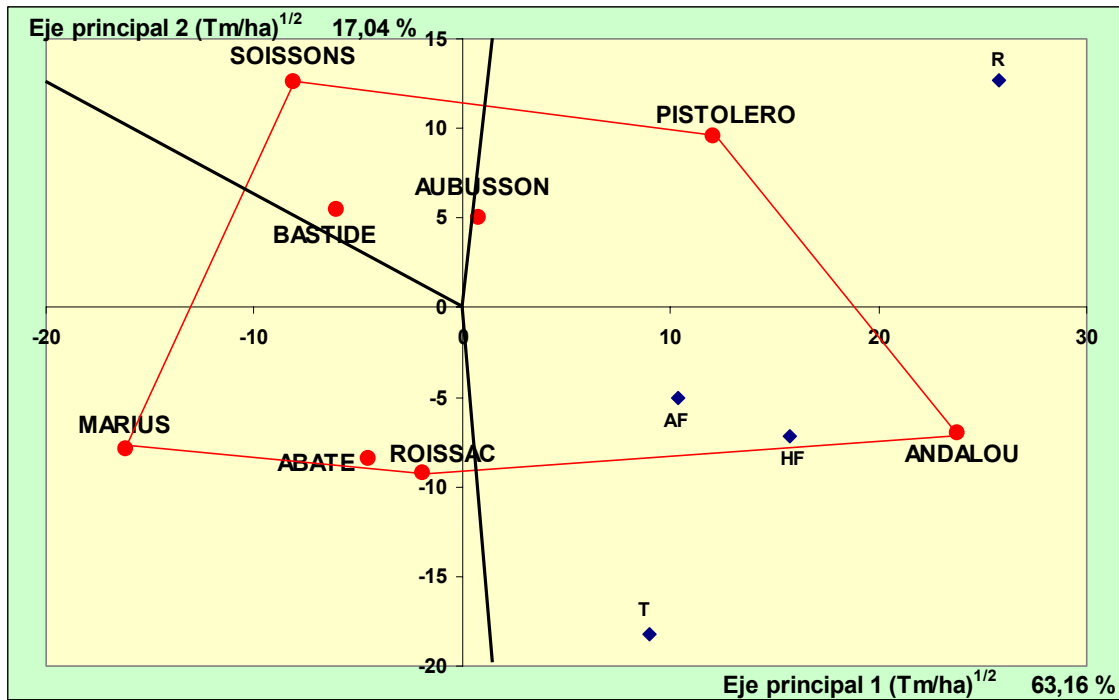 Eje principal 2 (Tm/ha)1/2 17,04 %
15
SOISSONS
R
PISTOLERO
10
AUBUSSON
5
BASTIDE
0
-20 -10 0 10 20 30
-5
AF
MARIUS
HF
ABATE ROISSAC ANDALOU
-10
-15
T
-20
Eje principal 1 (Tm/ha)1/2 63,16 %